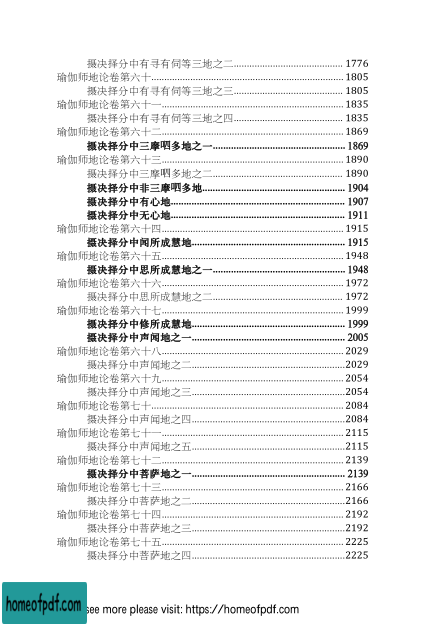 摄决择分中有寻有伺等三地之二 1776
瑜伽师地论卷第六十 1805
摄决择分中有寻有伺等三地之三 1805
瑜伽师地论卷第六十一 1835
摄决择分中有寻有伺等三地之四 1835
瑜伽师地论卷第六十二 1869
摄决择分中三摩呬多地之一 1869
瑜伽师地论卷第六十三 1890
摄决择分中三摩呬多地之二 1890
摄决择分中非三摩呬多地 1904
摄决择分中有心地 1907
摄决择分中无心地 1911
瑜伽师地论卷第六十四 1915
摄决择分中闻所成慧地 1915
瑜伽师地论卷第六十五 1948
摄决择分中思所成慧地之一 1948
瑜伽师地论卷第六十六 1972
摄决择分中思所成慧地之二 1972
瑜伽师地论卷第六十七 1999
摄决择分中修所成慧地 1999
摄决择分中声闻地之一 2005
瑜伽师地论卷第六十八 2029
摄决择分中声闻地之二 2029
瑜伽师地论卷第六十九 2054
摄决择分中声闻地之三 2054
瑜伽师地论卷第七十 2084
摄决择分中声闻地之四 2084
瑜伽师地论卷第七十一 2115
摄决择分中声闻地之五 2115
瑜伽师地论卷第七十二 2139
摄决择分中菩萨地之一 2139
瑜伽师地论卷第七十三 2166
摄决择分中菩萨地之二 2166
瑜伽师地论卷第七十四 2192
摄决择分中菩萨地之三 2192
瑜伽师地论卷第七十五 2225
摄决择分中菩萨地之四 2225
homeofpdf.com
see more please visit: https://homeofpdf.com